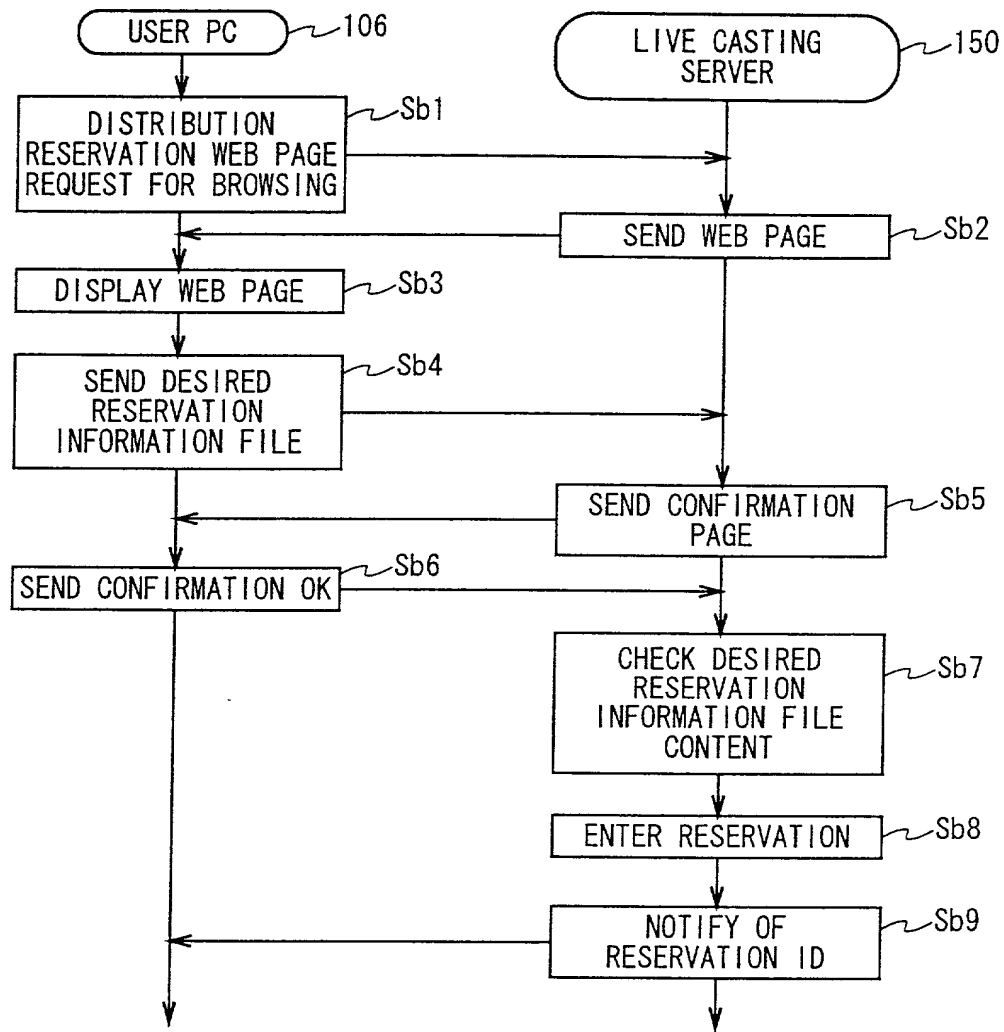 USER PC
106
LIVE CASTING
SERVER
150
DISTRIBUTION
RESERVATION WEB PAGE
REQUEST FOR BROWSING
Sb1
SEND WEB PAGE
Sb2
DISPLAY WEB PAGE
Sb3
SEND DESIRED
RESERVATION
INFORMATION FILE
Sb4
SEND CONFIRMATION
PAGE
Sb5
SEND CONFIRMATION OK
Sb6
CHECK DESIRED
RESERVATION
INFORMATION FILE
CONTENT
Sb7
ENTER RESERVATION
Sb8
NOTIFY OF
RESERVATION ID
Sb9